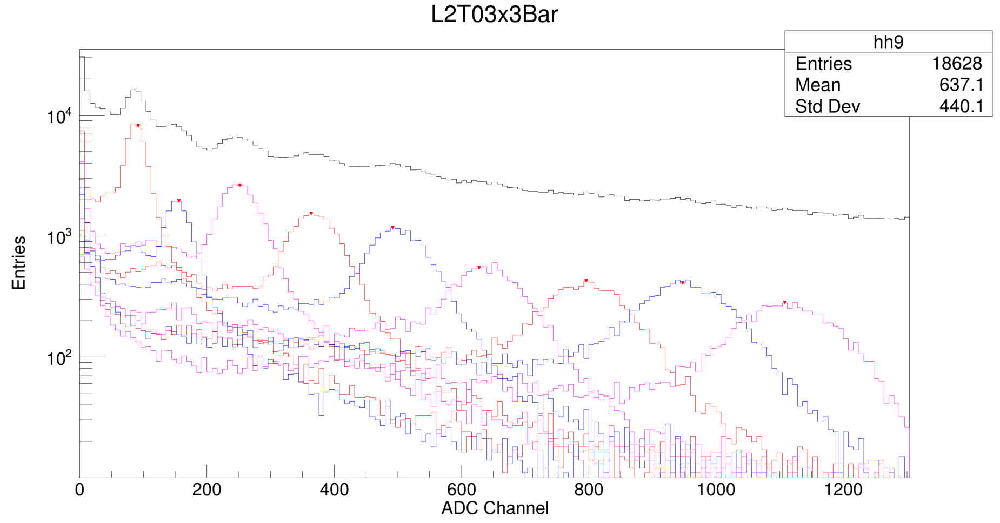 L2T03x3Bar
hh9
Entries 18628
Mean 637.1
Std Dev 440.1
10^4
10^3
10^2
Entries
0 200 400 600 800 1000 1200
ADC Channel